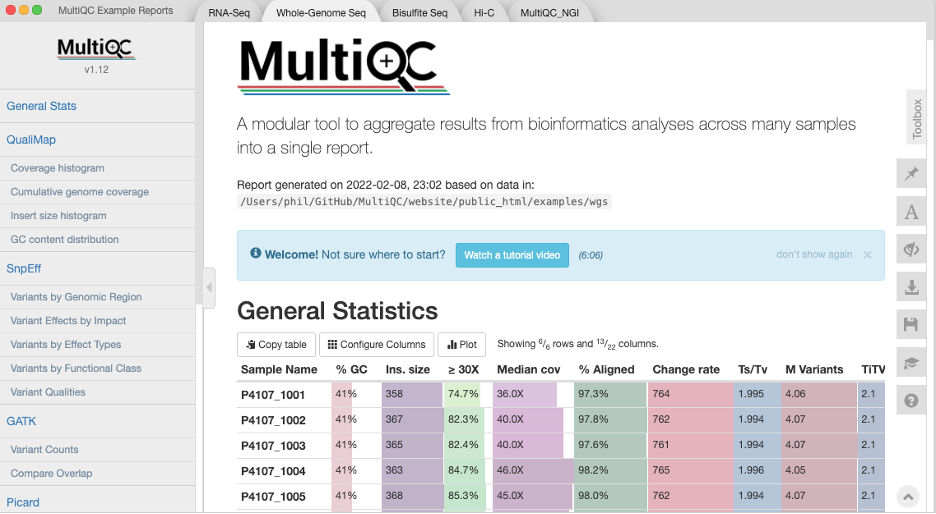 MultiQC Example Reports
RNA-Seq
Whole-Genome Seq
Bisulfite Seq
Hi-C
MultiQC_NGI
MultiQC
v1.12
General Stats
QualiMap
Coverage histogram
Cumulative genome coverage
Insert size histogram
GC content distribution
SnpEff
Variants by Genomic Region
Variant Effects by Impact
Variants by Effect Types
Variants by Functional Class
Variant Qualities
GATK
Variant Counts
Compare Overlap
Picard
MultiQC
A modular tool to aggregate results from bioinformatics analyses across many samples
into a single report.
Report generated on 2022-02-08, 23:02 based on data in:
/Users/phil/GitHub/MultiQC/website/public_html/examples/wgs
Welcome! Not sure where to start? Watch a tutorial video (6:06) don't show again ×
General Statistics
Copy table Configure Columns Plot Showing 6/6 rows and 13/22 columns.
Sample Name % GC Ins. size ≥ 30X Median cov % Aligned Change rate Ts/Tv M Variants TiTV
P4107_1001 41% 358 74.7% 36.0X 97.3% 764 1.995 4.06 2.1
P4107_1002 41% 367 82.3% 40.0X 97.8% 762 1.994 4.07 2.1
P4107_1003 41% 365 82.4% 40.0X 97.6% 761 1.994 4.07 2.1
P4107_1004 41% 363 84.7% 46.0X 98.2% 765 1.996 4.05 2.1
P4107_1005 41% 368 85.3% 45.0X 98.0% 762 1.994 4.07 2.1
Toolbox
A